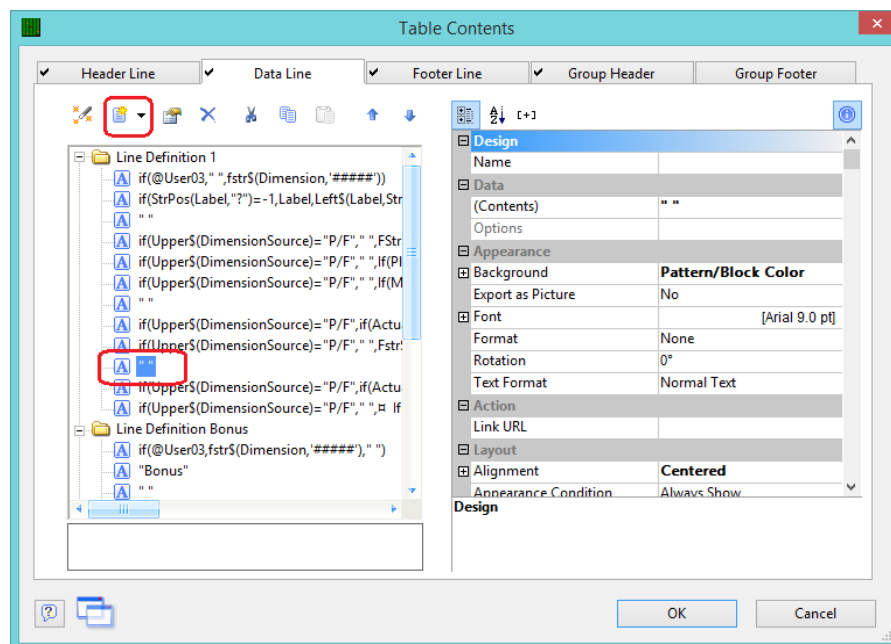 Table Contents
Header Line
Data Line
Footer Line
Group Header
Group Footer
Line Definition 1
if(@User03," ",fstr$(Dimension,'#####'))
if(StrPos(Label,"?")=-1,Label,Left$(Label,Str
" "
if(Upper$(DimensionSource)="P/F"," ",FStr
if(Upper$(DimensionSource)="P/F"," ",If(Pl
if(Upper$(DimensionSource)="P/F"," ",If(M
" "
if(Upper$(DimensionSource)="P/F",if(Actu
if(Upper$(DimensionSource)="P/F"," ",Fstr$
" "
if(Upper$(DimensionSource)="P/F",if(Actu
if(Upper$(DimensionSource)="P/F"," ",¤ If
Line Definition Bonus
if(@User03,fstr$(Dimension,'#####')," ")
"Bonus"
" "
Design
Name
Data
(Contents) " "
Options
Appearance
Background Pattern/Block Color
Export as Picture No
Font [Arial 9.0 pt]
Format None
Rotation 0°
Text Format Normal Text
Action
Link URL
Layout
Alignment Centered
Appearance Condition Always Show
Design
OK
Cancel